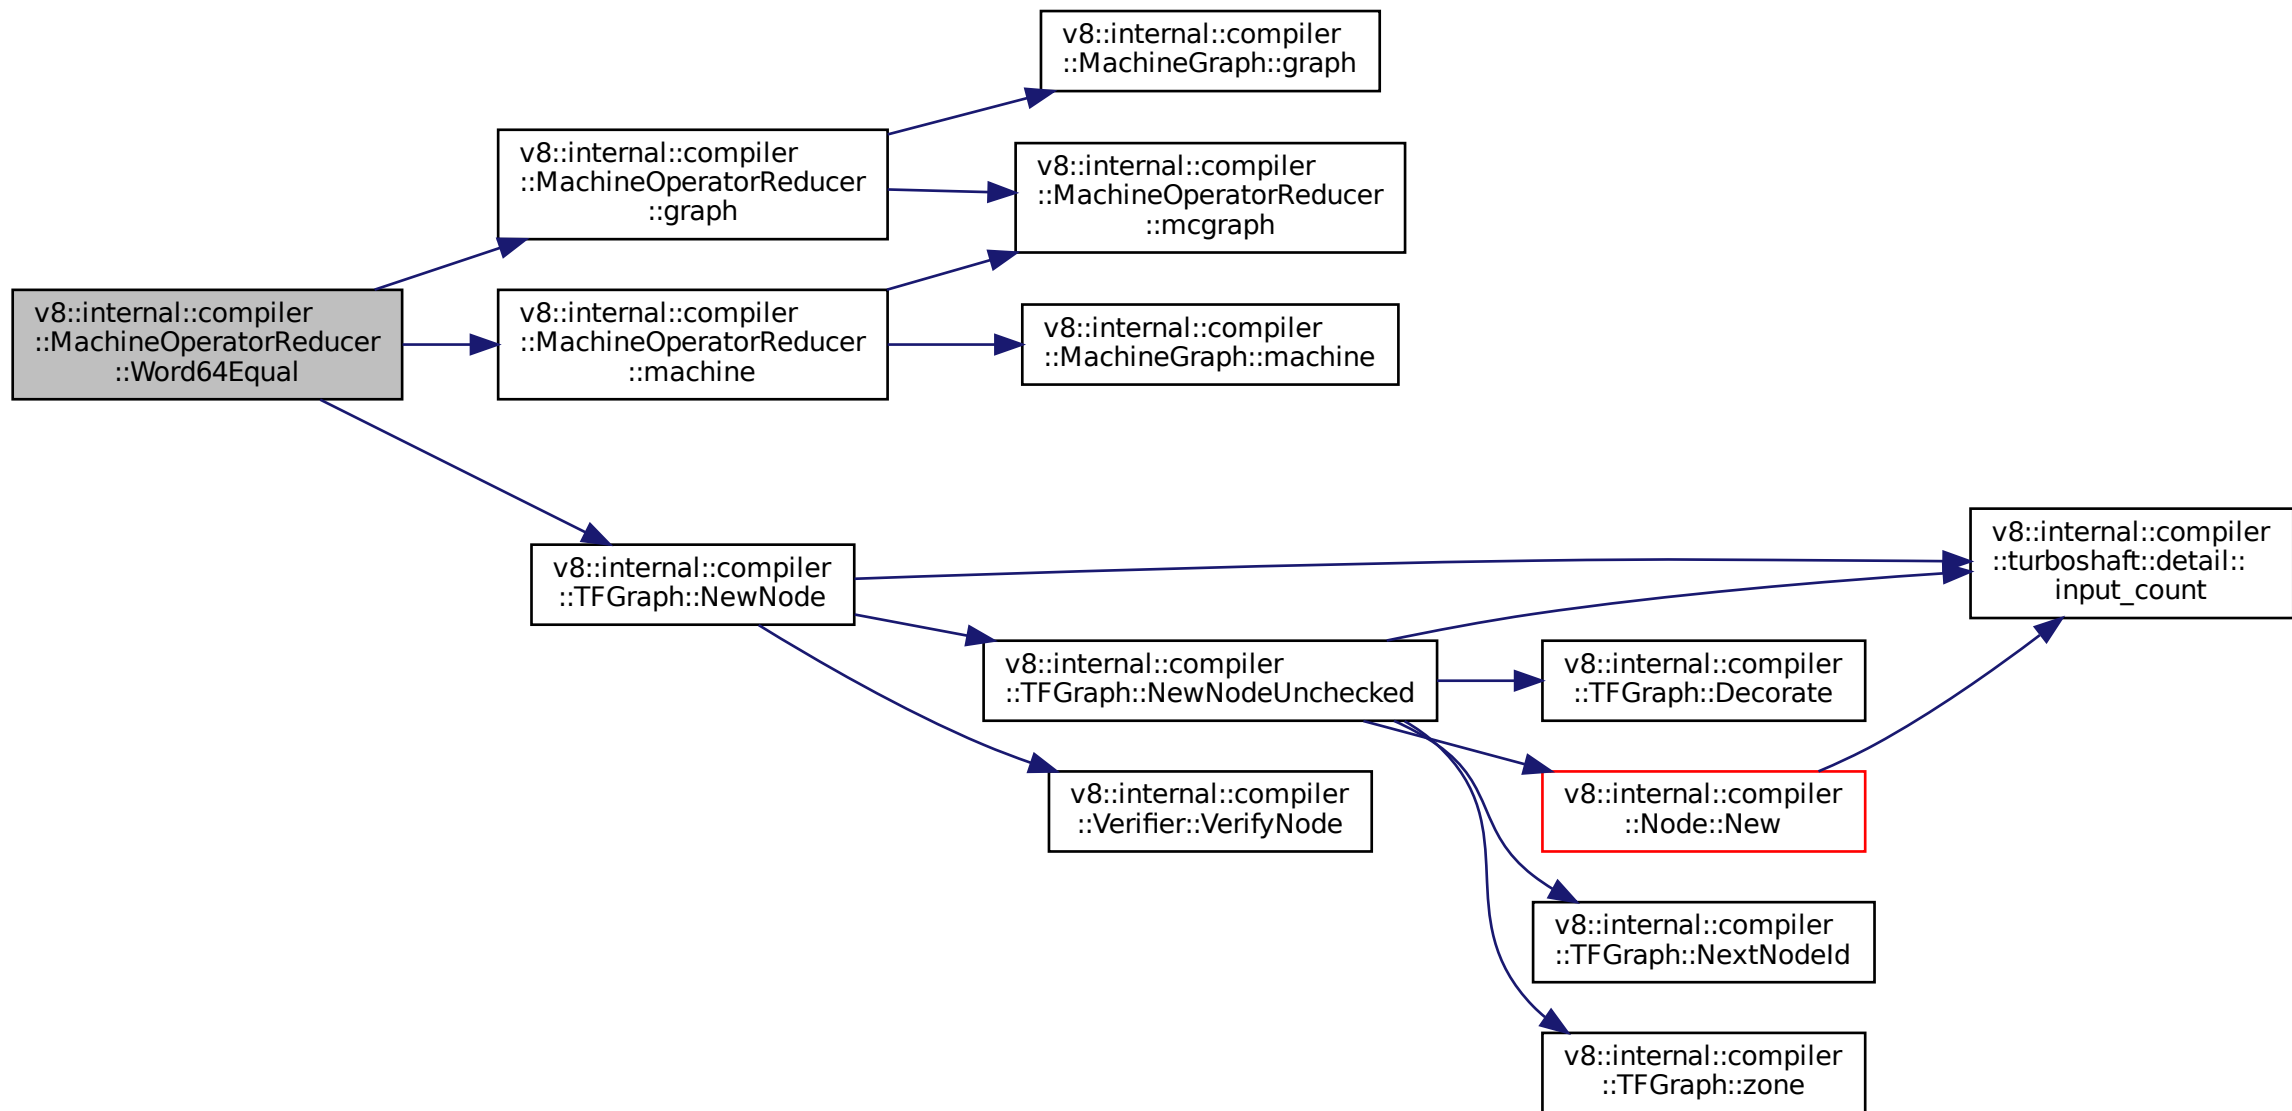 v8::internal::compiler
::MachineGraph::graph
v8::internal::compiler
::MachineOperatorReducer
::graph
v8::internal::compiler
::MachineOperatorReducer
::mcgraph
v8::internal::compiler
::MachineOperatorReducer
::Word64Equal
v8::internal::compiler
::MachineOperatorReducer
::machine
v8::internal::compiler
::MachineGraph::machine
v8::internal::compiler
::TFGraph::NewNode
v8::internal::compiler
::turboshaft::detail::
input_count
v8::internal::compiler
::TFGraph::NewNodeUnchecked
v8::internal::compiler
::TFGraph::Decorate
v8::internal::compiler
::Verifier::VerifyNode
v8::internal::compiler
::Node::New
v8::internal::compiler
::TFGraph::NextNodeId
v8::internal::compiler
::TFGraph::zone